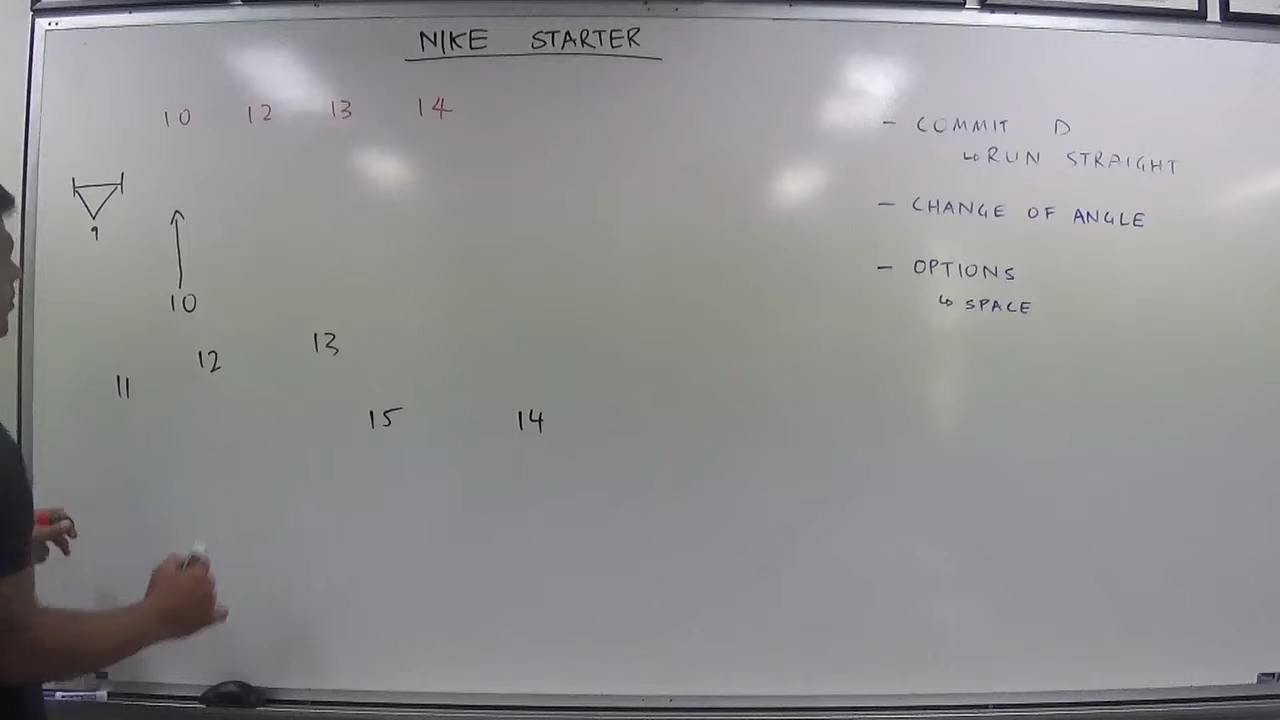 NIKE STARTER
10 12 13 14
9
10
13
12
11
15 14
- COMMIT D
↳ RUN STRAIGHT
- CHANGE OF ANGLE
- OPTIONS
↳ SPACE